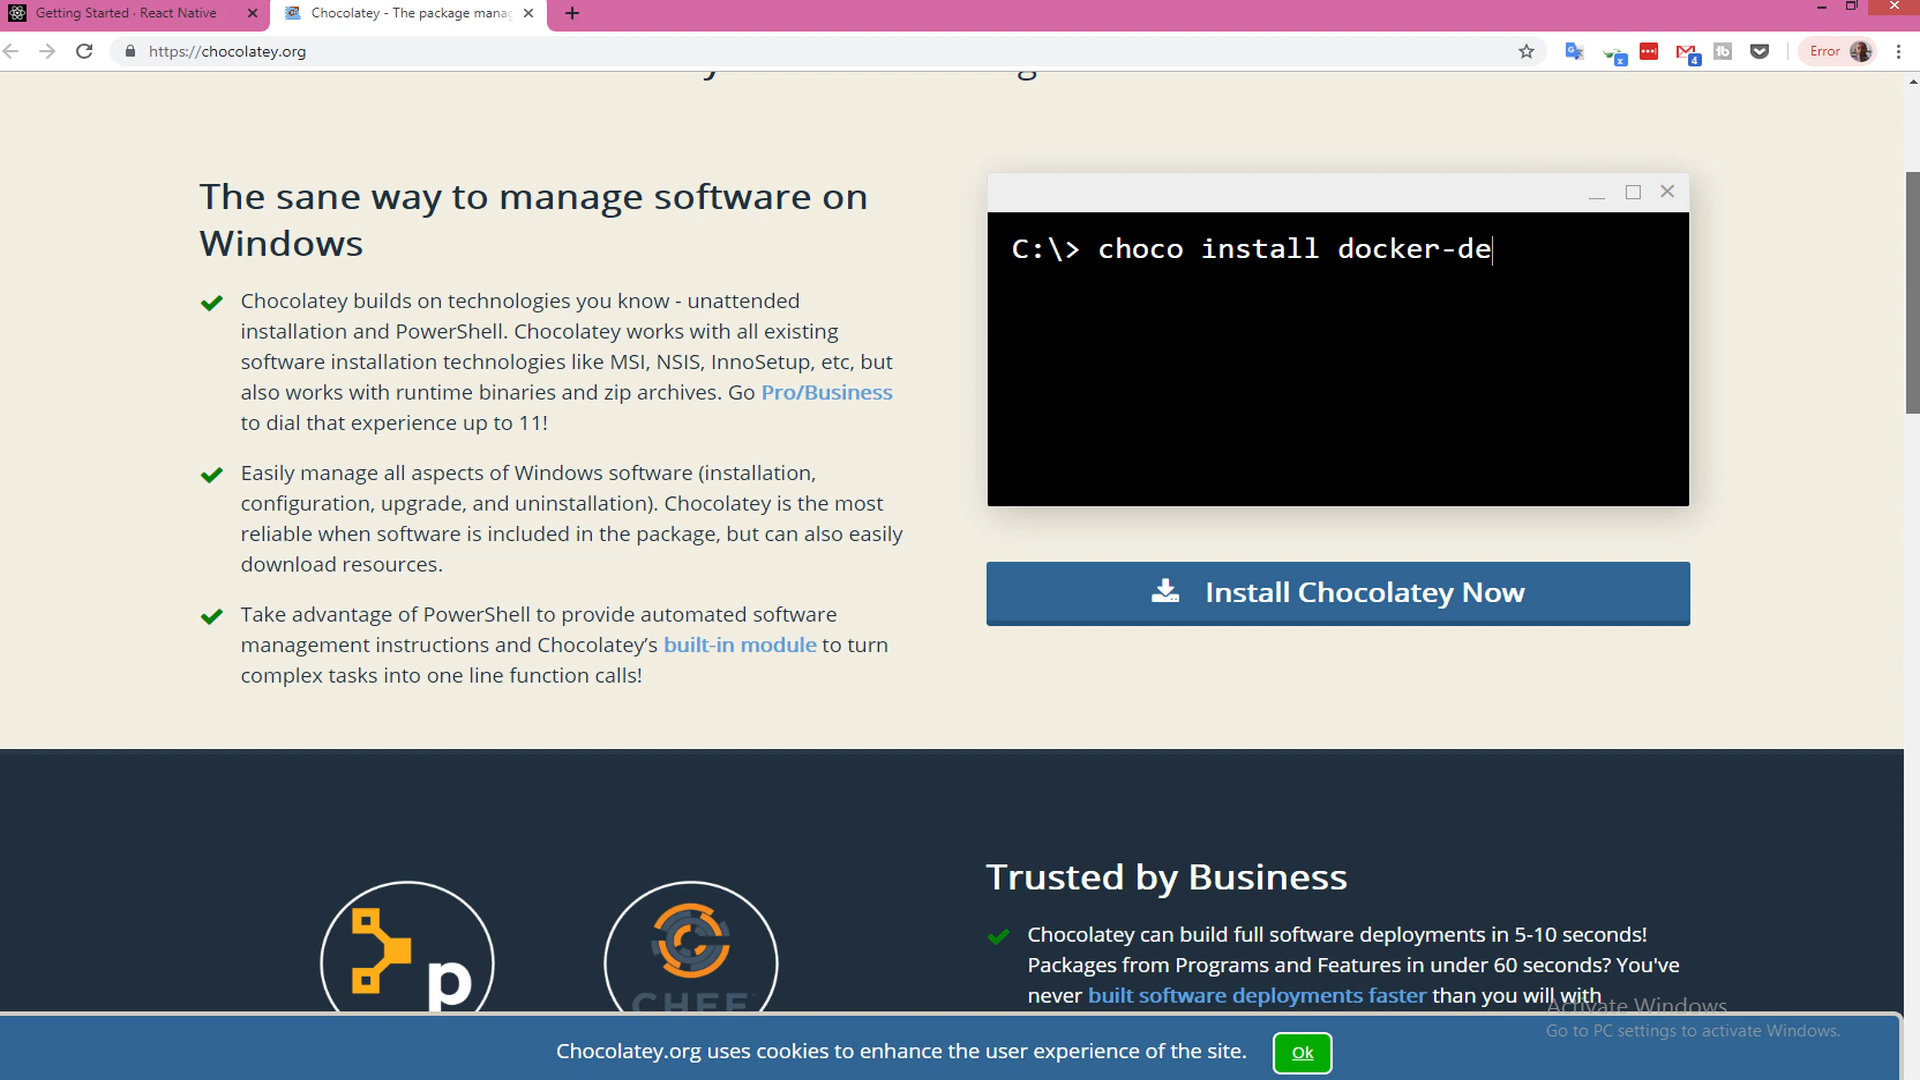 Getting Started · React Native
Chocolatey - The package mana
https://chocolatey.org
x
4
Error
The sane way to manage software on
Windows
Chocolatey builds on technologies you know - unattended
installation and PowerShell. Chocolatey works with all existing
software installation technologies like MSI, NSIS, InnoSetup, etc, but
also works with runtime binaries and zip archives. Go Pro/Business
to dial that experience up to 11!
Easily manage all aspects of Windows software (installation,
configuration, upgrade, and uninstallation). Chocolatey is the most
reliable when software is included in the package, but can also easily
download resources.
Take advantage of PowerShell to provide automated software
management instructions and Chocolatey’s built-in module to turn
complex tasks into one line function calls!
C:\> choco install docker-de
Install Chocolatey Now
p
CHEF
Trusted by Business
Chocolatey can build full software deployments in 5-10 seconds!
Packages from Programs and Features in under 60 seconds? You've
never built software deployments faster than you will with
Activate Windows
Go to PC settings to activate Windows.
Chocolatey.org uses cookies to enhance the user experience of the site.
Ok